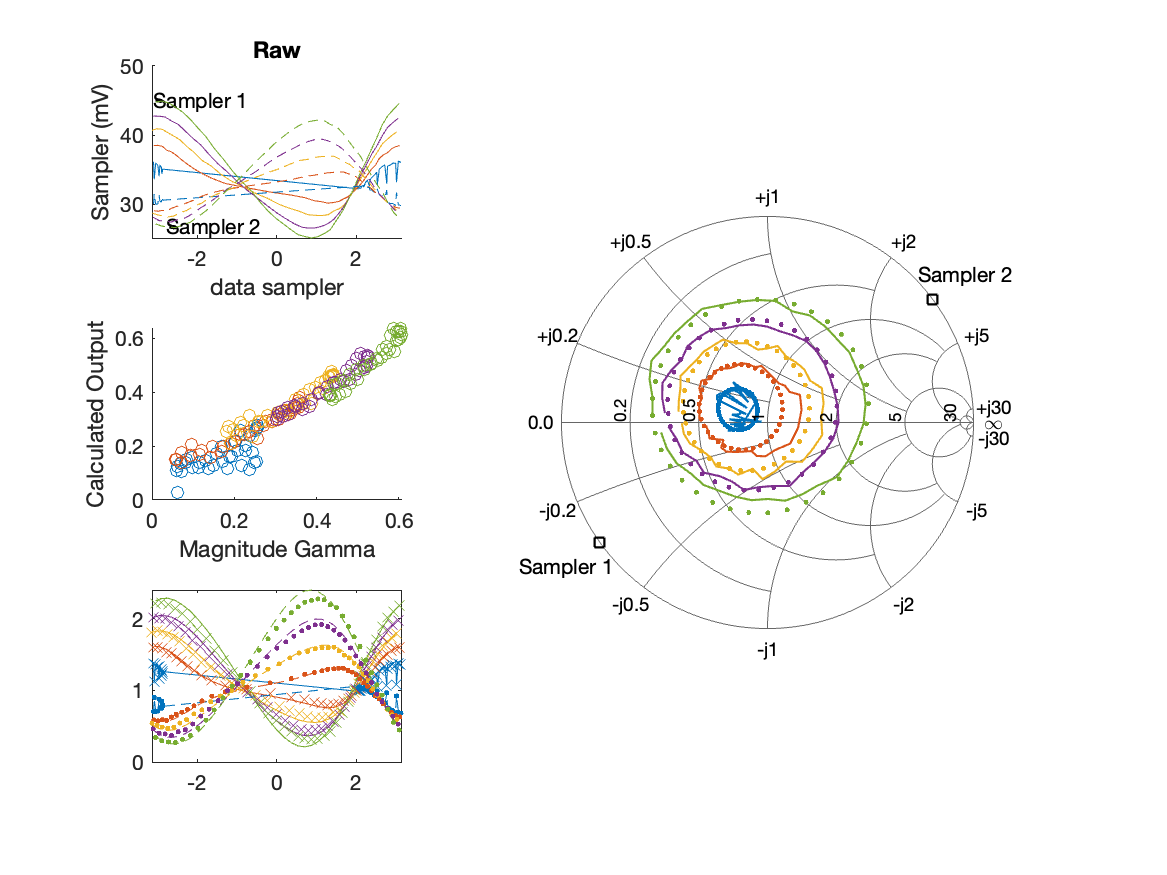 Raw
50
40
30
Sampler (mV)
Sampler 1
Sampler 2
-2 0 2
data sampler
0.6
0.4
0.2
0
Calculated Output
0 0.2 0.4 0.6
Magnitude Gamma
2
1
0
-2 0 2
+j1
+j0.5 +j2
Sampler 2
+j0.2 +j5
0.0 0.2 0.5 1 2 5 30 +j30
∞
-j30
-j0.2 -j5
Sampler 1
-j0.5 -j2
-j1